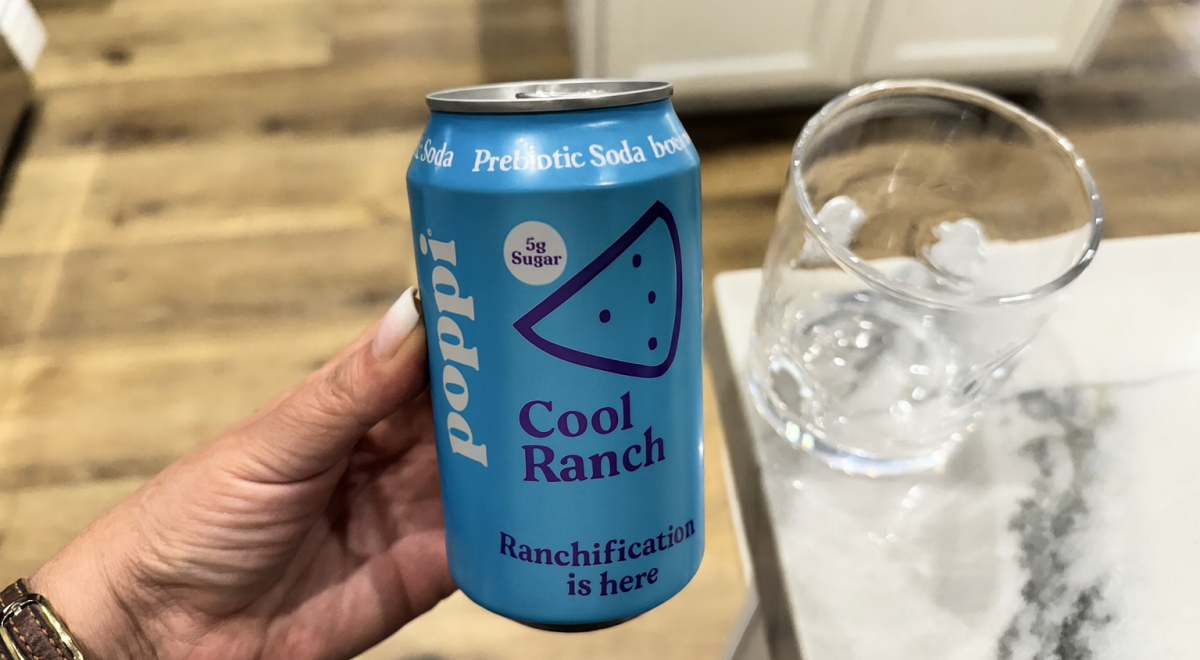 Soda Prebiotic Soda
poppi
5g
Sugar
Cool
Ranch
Ranchification
is here